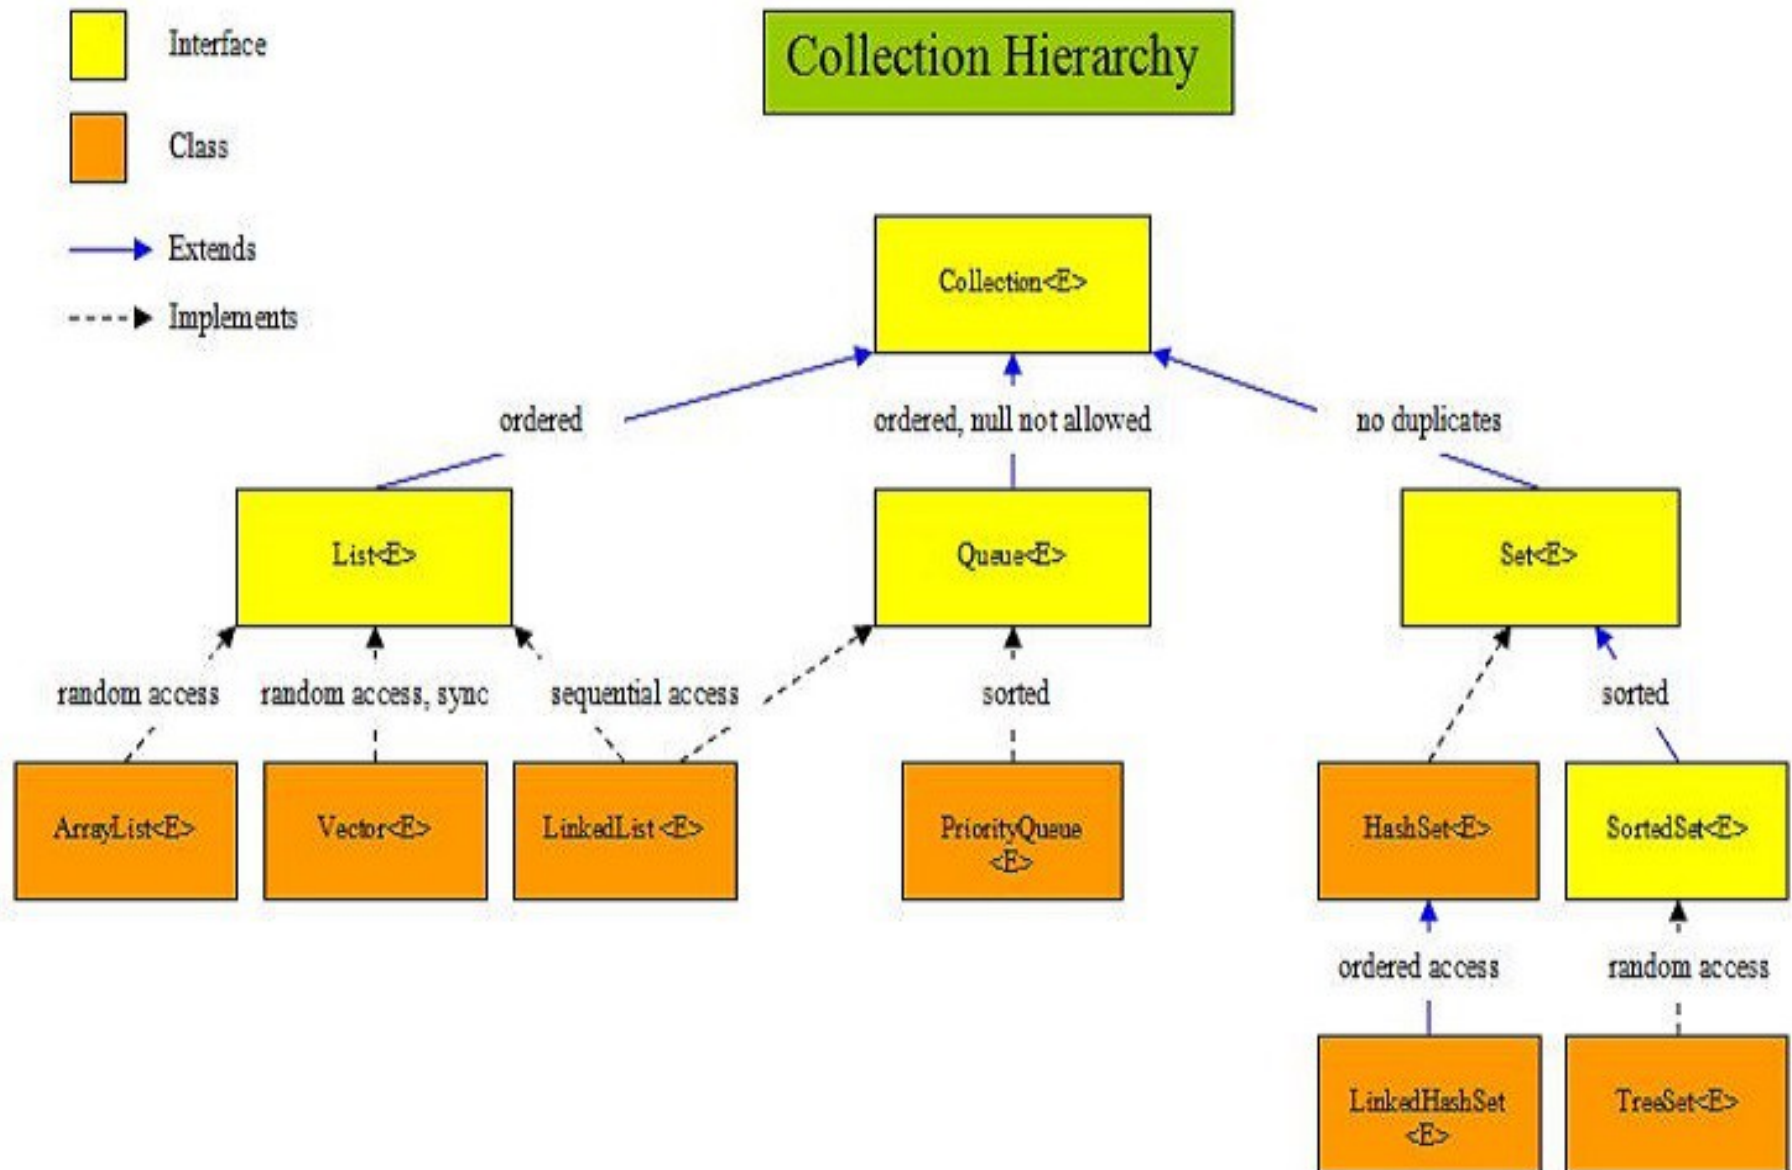 Interface
Collection Hierarchy
Class
Extends
Implements
Collection<E>
ordered
ordered, null not allowed
no duplicates
List<E>
Queue<E>
Set<E>
random access
random access, sync
sequential access
sorted
sorted
ArrayList<E>
Vector<E>
LinkedList <E>
PriorityQueue
<E>
HashSet<E>
SortedSet<E>
ordered access
random access
LinkedHashSet
<E>
TreeSet<E>